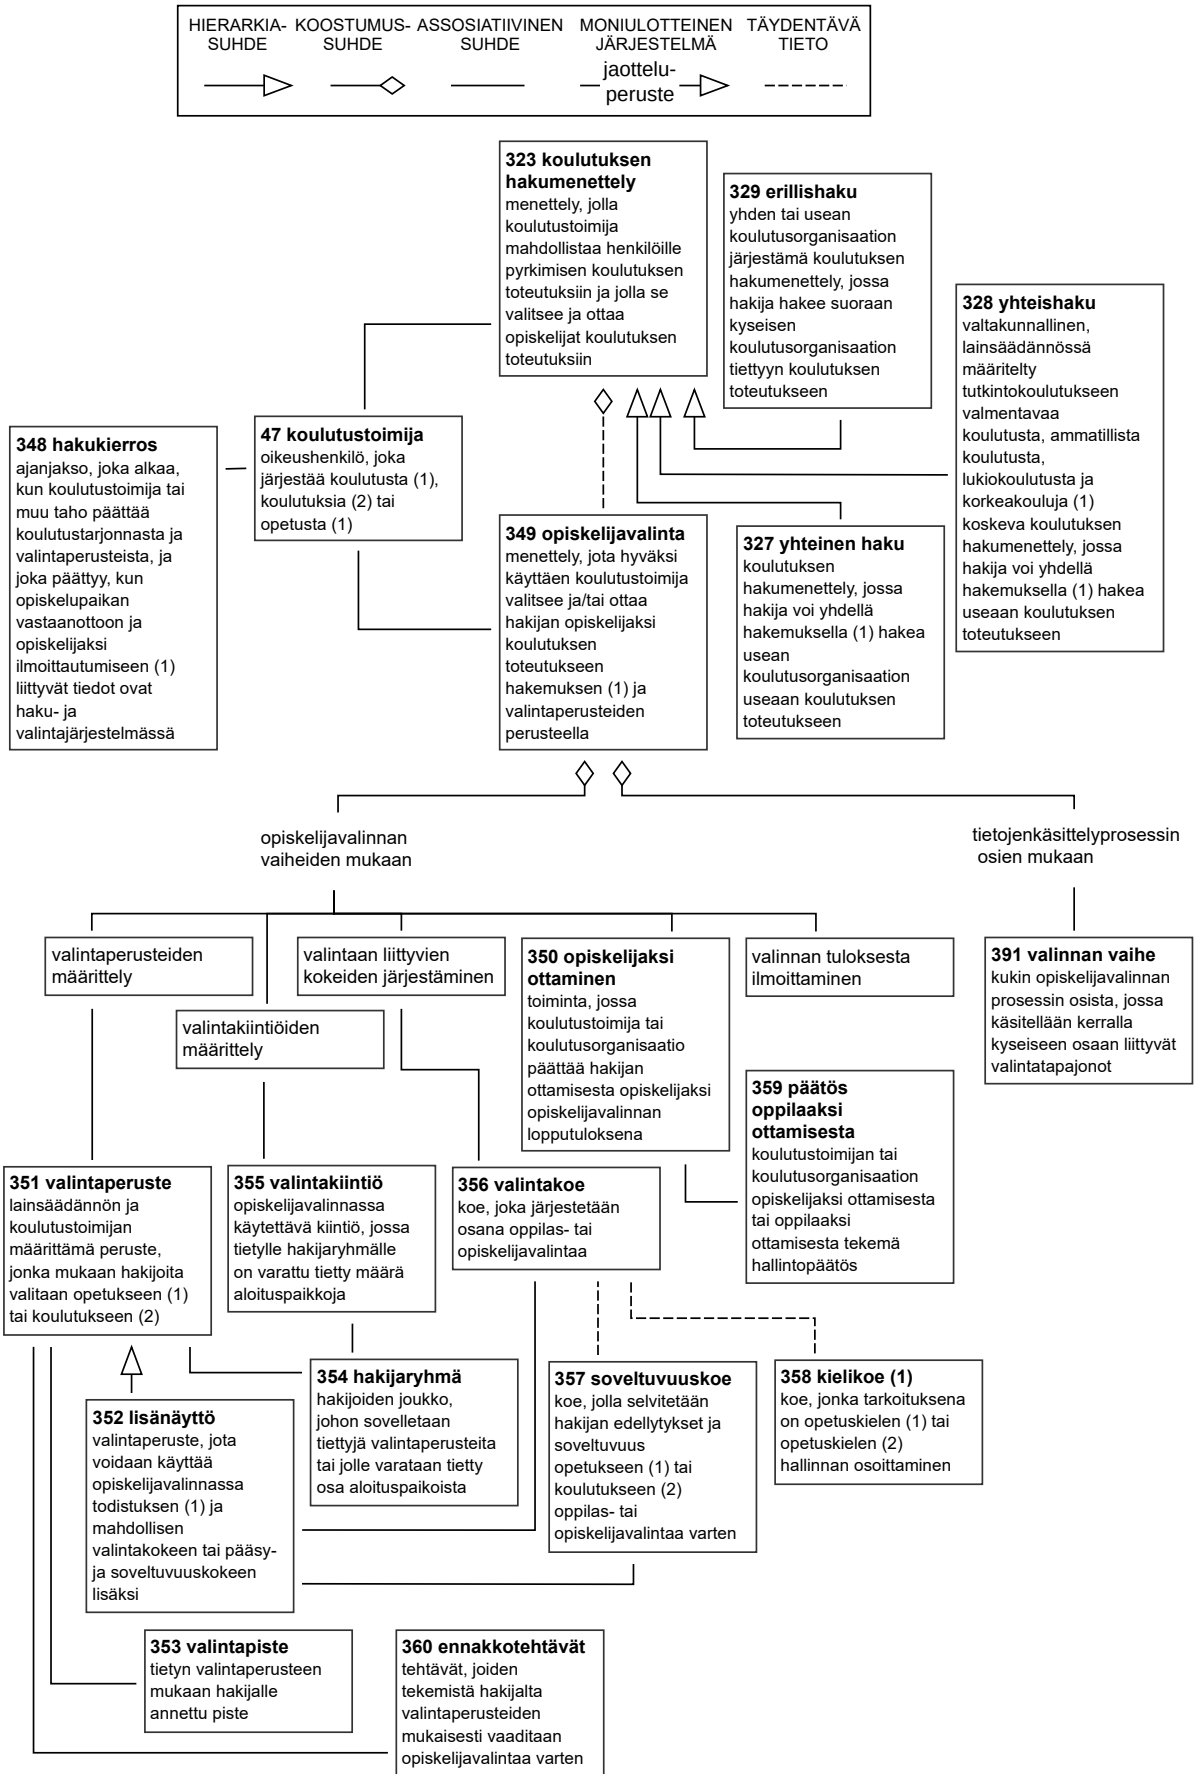 HIERARKIA-
SUHDE
KOOSTUMUS-
SUHDE
ASSOSIATIIVINEN
SUHDE
MONIULOTTEINEN
JÄRJESTELMÄ
jaottelu-
peruste
TÄYDENTÄVÄ
TIETO
323 koulutuksen
hakumenettely
menettely, jolla
koulutustoimija
mahdollistaa henkilöille
pyrkimisen koulutuksen
toteutuksiin ja jolla se
valitsee ja ottaa
opiskelijat koulutuksen
toteutuksiin
329 erillishaku
yhden tai usean
koulutusorganisaation
järjestämä koulutuksen
hakumenettely, jossa
hakija hakee suoraan
kyseisen
koulutusorganisaation
tiettyyn koulutuksen
toteutukseen
328 yhteishaku
valtakunnallinen,
lainsäädännössä
määritelty
tutkintokoulutukseen
valmentavaa
koulutusta, ammatillista
koulutusta,
lukiokoulutusta ja
korkeakouluja (1)
koskeva koulutuksen
hakumenettely, jossa
hakija voi yhdellä
hakemuksella (1) hakea
useaan koulutuksen
toteutukseen
348 hakukierros
ajanjakso, joka alkaa,
kun koulutustoimija tai
muu taho päättää
koulutustarjonnasta ja
valintaperusteista, ja
joka päättyy, kun
opiskelupaikan
vastaanottoon ja
opiskelijaksi
ilmoittautumiseen (1)
liittyvät tiedot ovat
haku- ja
valintajärjestelmässä
47 koulutustoimija
oikeushenkilö, joka
järjestää koulutusta (1),
koulutuksia (2) tai
opetusta (1)
349 opiskelijavalinta
menettely, jota hyväksi
käyttäen koulutustoimija
valitsee ja/tai ottaa
hakijan opiskelijaksi
koulutuksen
toteutukseen
hakemuksen (1) ja
valintaperusteiden
perusteella
327 yhteinen haku
koulutuksen
hakumenettely, jossa
hakija voi yhdellä
hakemuksella (1) hakea
usean
koulutusorganisaation
useaan koulutuksen
toteutukseen
opiskelijavalinnan
vaiheiden mukaan
tietojenkäsittelyprosessin
osien mukaan
valintaperusteiden
määrittely
valintakiintiöiden
määrittely
valintaan liittyvien
kokeiden järjestäminen
350 opiskelijaksi
ottaminen
toiminta, jossa
koulutustoimija tai
koulutusorganisaatio
päättää hakijan
ottamisesta opiskelijaksi
opiskelijavalinnan
lopputuloksena
valinnan tuloksesta
ilmoittaminen
391 valinnan vaihe
kukin opiskelijavalinnan
prosessin osista, jossa
käsitellään kerralla
kyseiseen osaan liittyvät
valintatapajonot
359 päätös
oppilaaksi
ottamisesta
koulutustoimijan tai
koulutusorganisaation
opiskelijaksi ottamisesta
tai oppilaaksi
ottamisesta tekemä
hallintopäätös
351 valintaperuste
lainsäädännön ja
koulutustoimijan
määrittämä peruste,
jonka mukaan hakijoita
valitaan opetukseen (1)
tai koulutukseen (2)
355 valintakiintiö
opiskelijavalinnassa
käytettävä kiintiö, jossa
tietylle hakijaryhmälle
on varattu tietty määrä
aloituspaikkoja
356 valintakoe
koe, joka järjestetään
osana oppilas- tai
opiskelijavalintaa
352 lisänäyttö
valintaperuste, jota
voidaan käyttää
opiskelijavalinnassa
todistuksen (1) ja
mahdollisen
valintakokeen tai pääsy-
ja soveltuvuuskokeen
lisäksi
354 hakijaryhmä
hakijoiden joukko,
johon sovelletaan
tiettyjä valintaperusteita
tai jolle varataan tietty
osa aloituspaikoista
357 soveltuvuuskoe
koe, jolla selvitetään
hakijan edellytykset ja
soveltuvuus
opetukseen (1) tai
koulutukseen (2)
oppilas- tai
opiskelijavalintaa varten
358 kielikoe (1)
koe, jonka tarkoituksena
on opetuskielen (1) tai
opetuskielen (2)
hallinnan osoittaminen
353 valintapiste
tietyn valintaperusteen
mukaan hakijalle
annettu piste
360 ennakkotehtävät
tehtävät, joiden
tekemistä hakijalta
valintaperusteiden
mukaisesti vaaditaan
opiskelijavalintaa varten